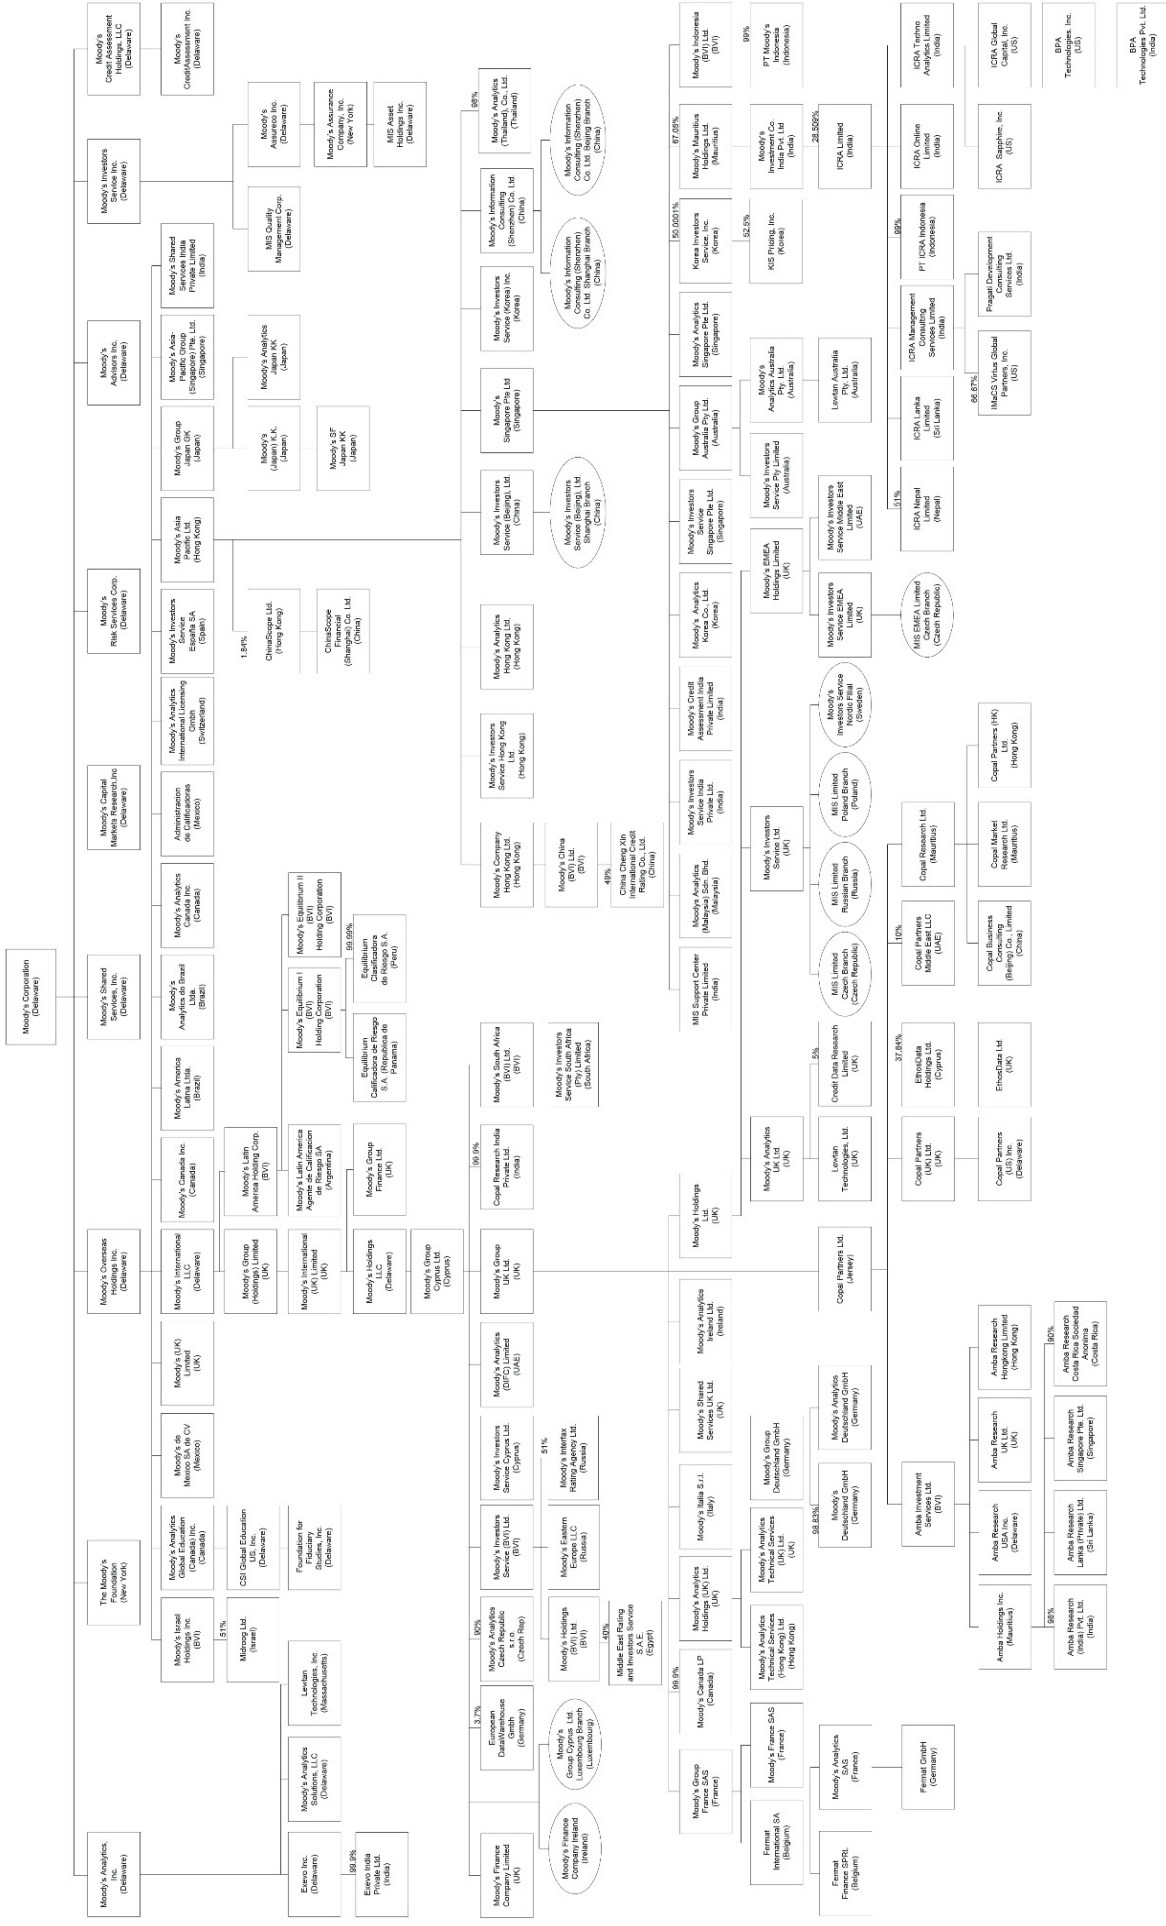 Moody's Corporation
(Delaware)
Moody's Analytics,
Inc.
(Delaware)
The Moody's
Foundation
(New York)
Moody's Overseas
Holdings Inc.
(Delaware)
Moody's Shared
Services, Inc.
(Delaware)
Moody's Capital
Markets Research,Inc
(Delaware)
Moody's
Risk Services Corp.
(Delaware)
Moody's
Advisors Inc.
(Delaware)
Moody's Investors
Service Inc.
(Delaware)
Moody's
Credit Assessment
Holdings, LLC
(Delaware)
Moody's Israel
Holdings Inc.
(BVI)
Moody's Analytics
Global Education
(Canada) Inc.
(Canada)
Moody's de
Mexico SA de CV
(Mexico)
Moody's (UK)
Limited
(UK)
Moody's International
LLC
(Delaware)
Moody's Canada Inc.
(Canada)
Moody's America
Latina Ltda.
(Brazil)
Moody's
Analytics do Brazil
Ltda.
(Brazil)
Moody's Analytics
Canada Inc.
(Canada)
Administracion
de Calificadoras
(Mexico)
Moody's Analytics
International Licensing
Gmbh
(Switzerland)
Moody's Investors
Service
España SA
(Spain)
Moody's Asia
Pacific Ltd.
(Hong Kong)
Moody's Group
Japan GK
(Japan)
Moody's Asia-
Pacific Group
(Singapore) Pte. Ltd.
(Singapore)
Moody's Shared
Services India
Private Limited
(India)
Moody's
CreditAssessment Inc.
(Delaware)
51%
Midroog Ltd.
(Israel)
CSI Global Education
US, Inc.
(Delaware)
Moody's Group
(Holdings) Limited
(UK)
Moody's Latin
America Holding Corp.
(BVI)
1.84%
ChinaScope Ltd.
(Hong Kong)
Moody's
(Japan) K.K.
(Japan)
Moody's Analytics
Japan KK
(Japan)
MIS Quality
Management Corp.
(Delaware)
Moody's
Assureco Inc.
(Delaware)
Exevo Inc.
(Delaware)
Moody's Analytics
Solutions, LLC
(Delaware)
Lewtan
Technologies, Inc
(Massachusetts)
Foundation for
Fiduciary
Studies, Inc.
(Delaware)
Moody's International
(UK) Limited
(UK)
Moody's Latin America
Agente de Calificacion
de Riesgo SA
(Argentina)
Moody's Equilibrium I
(BVI)
Holding Corporation
(BVI)
Moody's Equilibrium II
(BVI)
Holding Corporation
(BVI)
ChinaScope
Financial
(Shanghai) Co. Ltd.
(China)
Moody's SF
Japan KK
(Japan)
Moody's Assurance
Company, Inc.
(New York)
99.9%
Exevo India
Private Ltd.
(India)
Moody's Holdings
LLC
(Delaware)
Moody's Group
Finance Ltd.
(UK)
99.99%
Equilibrium
Calificadora de Riesgo
S.A. (Republica de
Panama)
Equilibrium
Clasificadora
de Riesgo S.A.
(Peru)
MIS Asset
Holdings Inc.
(Delaware)
Moody's Group
Cyprus Ltd.
(Cyprus)
3.7%
90%
99.9%
98%
Moody's Finance
Company Limited
(UK)
European
DataWarehouse
Gmbh
(Germany)
Moody's Analytics
Czech Republic
s.r.o
(Czech Rep)
Moody's Investors
Service (BVI) Ltd.
(BVI)
Moody's Investors
Service Cyprus Ltd.
(Cyprus)
Moody's Analytics
(DIFC) Limited
(UAE)
Moody's Group
UK Ltd.
(UK)
Copal Research India
Private Ltd.
(India)
Moody's South Africa
(BVI) Ltd.
(BVI)
Moody's Company
Hong Kong Ltd.
(Hong Kong)
Moody's Investors
Service Hong Kong
Ltd.
(Hong Kong)
Moody's Analytics
Hong Kong Ltd.
(Hong Kong)
Moody's Investors
Service (Beijing), Ltd.
(China)
Moody's
Singapore Pte Ltd
(Singapore)
Moody's Investors
Service (Korea) Inc.
(Korea)
Moody's Information
Consulting
(Shenzhen) Co. Ltd
(China)
Moody's Analytics
(Thailand), Co., Ltd.
(Thailand)
51%
Moody's Finance
Company Ireland
(Ireland)
Moody's
Group Cyprus Ltd.
Luxembourg Branch
(Luxembourg)
Moody's Holdings
(BVI) Ltd.
(BVI)
Moody's Eastern
Europe LLC
(Russia)
Moody's Interfax
Rating Agency Ltd.
(Russia)
Moody's Investors
Service South Africa
(Pty) Limited
(South Africa)
Moody's China
(BVI) Ltd.
(BVI)
Moody's Investors
Service (Beijing), Ltd
Shanghai Branch
(China)
Moody's Information
Consulting (Shenzhen)
Co. Ltd. Shanghai Branch
(China)
Moody's Information
Consulting (Shenzhen)
Co. Ltd. Beijing Branch
(China)
40%
Middle East Rating
and Investors Service
S.A.E.
(Egypt)
49%
China Cheng Xin
International Credit
Rating Co., Ltd.
(China)
99.9%
50.0001%
67.05%
Moody's Group
France SAS
(France)
Moody's Canada LP
(Canada)
Moody's Analytics
Holdings (UK) Ltd.
(UK)
Moody's Italia S.r.l.
(Italy)
Moody's Shared
Services UK Ltd.
(UK)
Moody's Analytics
Ireland Ltd.
(Ireland)
Moody's Holdings
Ltd.
(UK)
MIS Support Center
Private Limited
(India)
Moodys Analytics
(Malaysia) Sdn. Bhd.
(Malaysia)
Moody's Investors
Service India
Private Ltd.
(India)
Moody's Credit
Assessment India
Private Limited
(India)
Moody's Analytics
Korea Co., Ltd.
(Korea)
Moody's Investors
Service
Singapore Pte Ltd.
(Singapore)
Moody's Group
Australia Pty Ltd.
(Australia)
Moody's Analytics
Singapore Pte Ltd.
(Singapore)
Korea Investors
Service, Inc.
(Korea)
Moody's Mauritius
Holdings Ltd.
(Mauritius)
Moody's Indonesia
(BVI) Ltd.
(BVI)
52.5%
99%
Fermat
International SA
(Belgium)
Moody's France SAS
(France)
Moody's Analytics
Technical Services
(Hong Kong) Ltd
(Hong Kong)
Moody's Analytics
Technical Services
(UK) Ltd.
(UK)
Moody's Group
Deutschland GmbH
(Germany)
Moody's Analytics
UK Ltd.
(UK)
Moody's Investors
Service Ltd.
(UK)
Moody's EMEA
Holdings Limited
(UK)
Moody's Investors
Service Pty Limited
(Australia)
Moody's
Analytics Australia
Pty. Ltd.
(Australia)
KIS Pricing, Inc.
(Korea)
Moody's
Investment Co.
India Pvt. Ltd
(India)
PT Moody's
Indonesia
(Indonesia)
98.83%
5%
28.509%
Fermat
Finance SPRL
(Belgium)
Moody's Analytics
SAS
(France)
Moody's
Deutschland GmbH
(Germany)
Moody's Analytics
Deutschland GmbH
(Germany)
Copal Partners Ltd.
(Jersey)
Lewtan
Technologies, Ltd.
(UK)
Credit Data Research
Limited
(UK)
MIS Limited
Czech Branch
(Czech Republic)
MIS Limited
Russian Branch
(Russia)
MIS Limited
Poland Branch
(Poland)
Moody's
Investors Service
Nordic Filial
(Sweden)
Moody's Investors
Service EMEA
Limited
(UK)
Moody's Investors
Service Middle East
Limited
(UAE)
Lewtan Australia
Pty. Ltd.
(Australia)
ICRA Limited
(India)
37.84%
10%
51%
99%
Fermat GmbH
(Germany)
Amba Investment
Services Ltd.
(BVI)
Copal Partners
(UK) Ltd.
(UK)
EthosData
Holdings Ltd.
(Cyprus)
Copal Partners
Middle East LLC
(UAE)
Copal Research Ltd.
(Mauritius)
MIS EMEA Limited
Czech Branch
(Czech Republic)
ICRA Nepal
Limited
(Nepal)
ICRA Lanka
Limited
(Sri Lanka)
ICRA Management
Consulting
Services Limited
(India)
PT ICRA Indonesia
(Indonesia)
ICRA Online
Limited
(India)
ICRA Techno
Analytics Limited
(India)
66.67%
Amba Holdings Inc.
(Mauritius)
Amba Research
USA Inc.
(Delaware)
Amba Research
UK Ltd.
(UK)
Amba Research
Hongkong Limited
(Hong Kong)
Copal Partners
(US) Inc.
(Delaware)
EthosData Ltd.
(UK)
Copal Business
Consulting
(Beijing) Co., Limited
(China)
Copal Market
Research Ltd.
(Mauritius)
Copal Partners (HK)
Ltd.
(Hong Kong)
IMaCS Virtus Global
Partners, Inc.
(US)
Pragati Development
Consulting
Services Ltd
(India)
ICRA Sapphire, Inc.
(US)
ICRA Global
Capital, Inc.
(US)
98%
90%
Amba Research
(India) Pvt. Ltd.
(India)
Amba Research
Lanka (Private) Ltd.
(Sri Lanka)
Amba Research
Singapore Pte. Ltd.
(Singapore)
Amba Research
Costa Rica Sociedad
Anonima
(Costa Rica)
BPA
Technologies, Inc.
(US)
BPA
Technologies Pvt. Ltd.
(India)